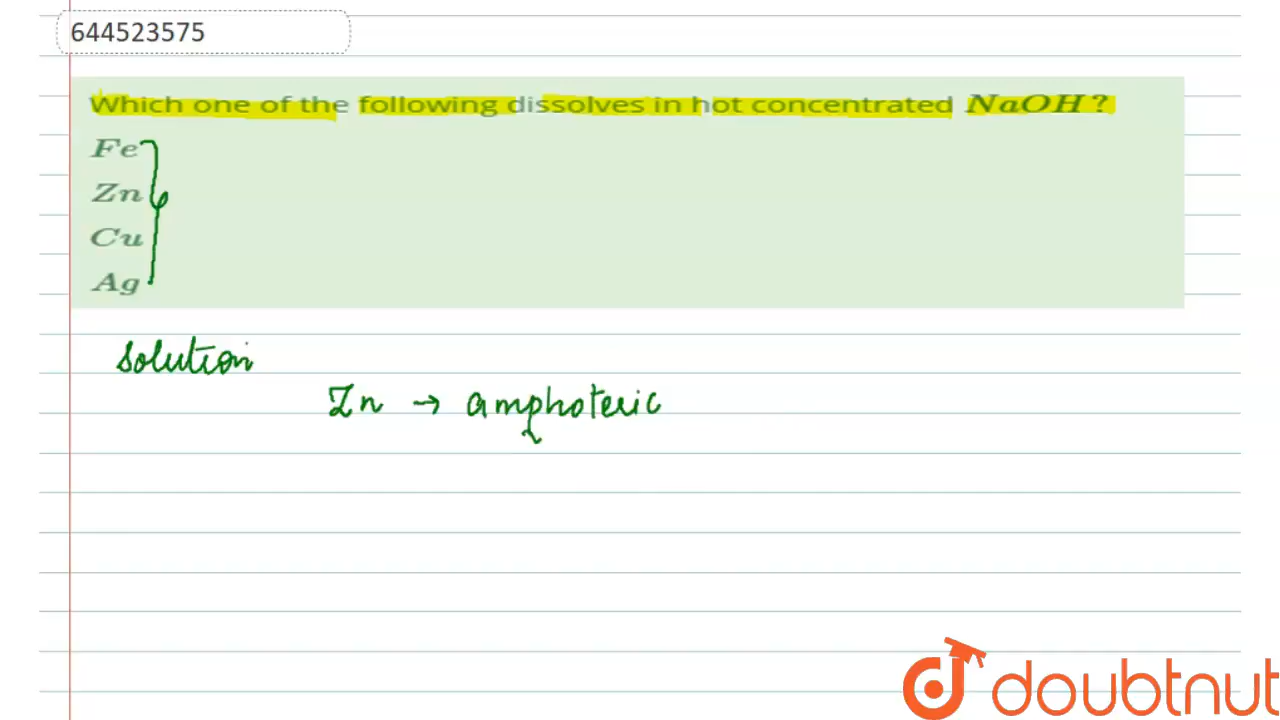 644523575
Which one of the following dissolves in hot concentrated NaOH?
Fe
Zn
Cu
Ag
Solution
Zn → amphoteric
doubtnut